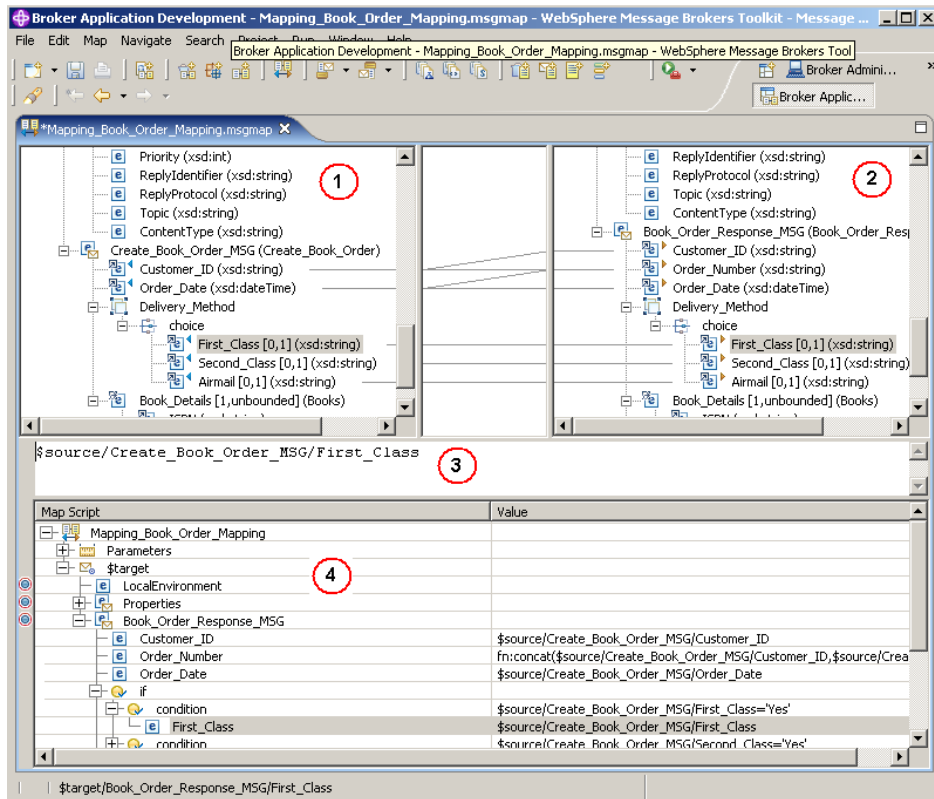 Broker Application Development - Mapping_Book_Order_Mapping.msgmap - WebSphere Message Brokers Toolkit - Message ...
File Edit Map Navigate Search Project Run Window Help
Broker Application Development - Mapping_Book_Order_Mapping.msgmap - WebSphere Message Brokers Tool
Broker Admini...
Broker Applic...
*Mapping_Book_Order_Mapping.msgmap
Priority (xsd:int)
ReplyIdentifier (xsd:string)
ReplyProtocol (xsd:string)
Topic (xsd:string)
ContentType (xsd:string)
Create_Book_Order_MSG (Create_Book_Order)
Customer_ID (xsd:string)
Order_Date (xsd:dateTime)
Delivery_Method
choice
First_Class [0,1] (xsd:string)
Second_Class [0,1] (xsd:string)
Airmail [0,1] (xsd:string)
Book_Details [1,unbounded] (Books)
1
ReplyIdentifier (xsd:string)
ReplyProtocol (xsd:string)
Topic (xsd:string)
ContentType (xsd:string)
Book_Order_Response_MSG (Book_Order_Resp
Customer_ID (xsd:string)
Order_Number (xsd:string)
Order_Date (xsd:dateTime)
Delivery_Method
choice
First_Class [0,1] (xsd:string)
Second_Class [0,1] (xsd:string)
Airmail [0,1] (xsd:string)
Book_Details [1,unbounded] (Books)
2
$source/Create_Book_Order_MSG/First_Class
3
Map Script Value
Mapping_Book_Order_Mapping
Parameters
$target
4
LocalEnvironment
Properties
Book_Order_Response_MSG
Customer_ID $source/Create_Book_Order_MSG/Customer_ID
Order_Number fn:concat($source/Create_Book_Order_MSG/Customer_ID,$source/Crea
Order_Date $source/Create_Book_Order_MSG/Order_Date
if
condition $source/Create_Book_Order_MSG/First_Class='Yes'
First_Class $source/Create_Book_Order_MSG/First_Class
condition $source/Create_Book_Order_MSG/Second_Class='Yes'
$target/Book_Order_Response_MSG/First_Class